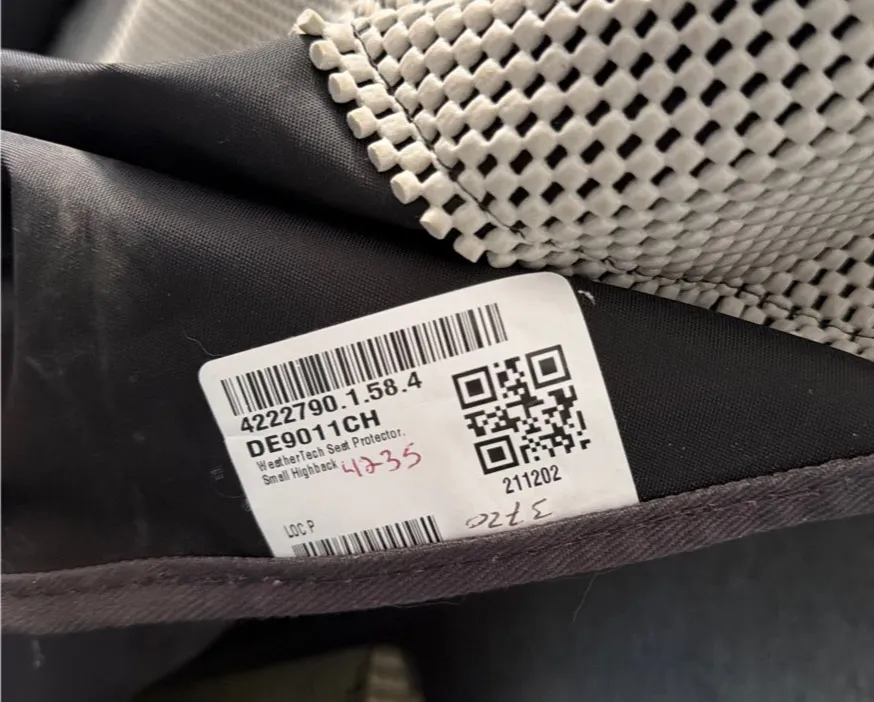 4222790.1.58.4
DE9011CH
WeatherTech Seat Protector,
Small Highback
4235
211202
LOC P
3720